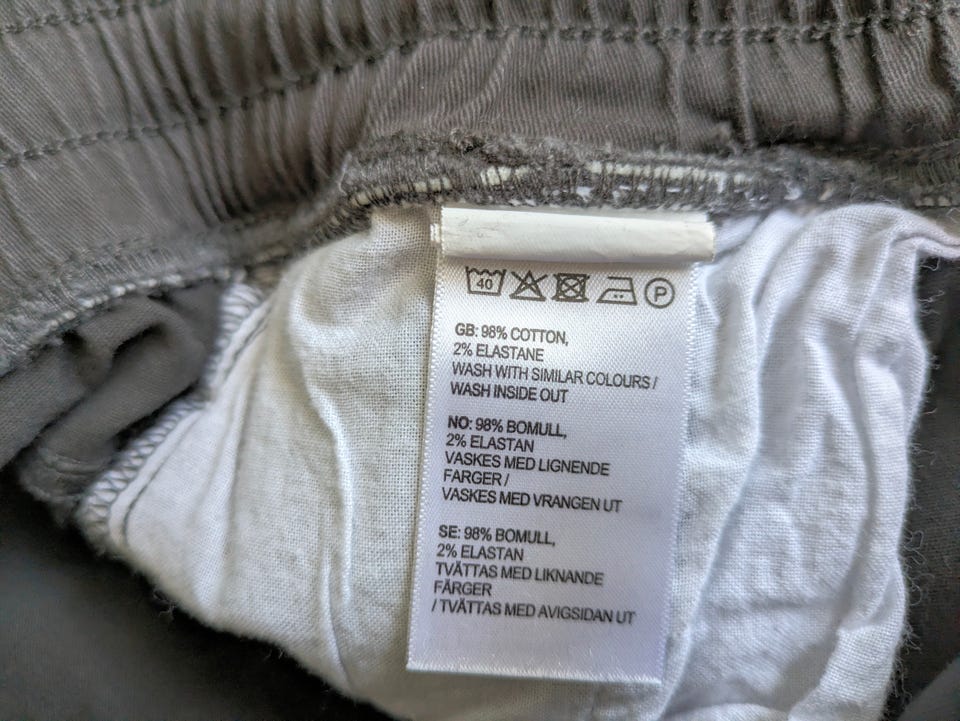 40 P
GB: 98% COTTON,
2% ELASTANE
WASH WITH SIMILAR COLOURS /
WASH INSIDE OUT
NO: 98% BOMULL,
2% ELASTAN
VASKES MED LIGNENDE
FARGER /
VASKES MED VRANGEN UT
SE: 98% BOMULL,
2% ELASTAN
TVÄTTAS MED LIKNANDE
FÄRGER
/ TVÄTTAS MED AVIGSIDAN UT